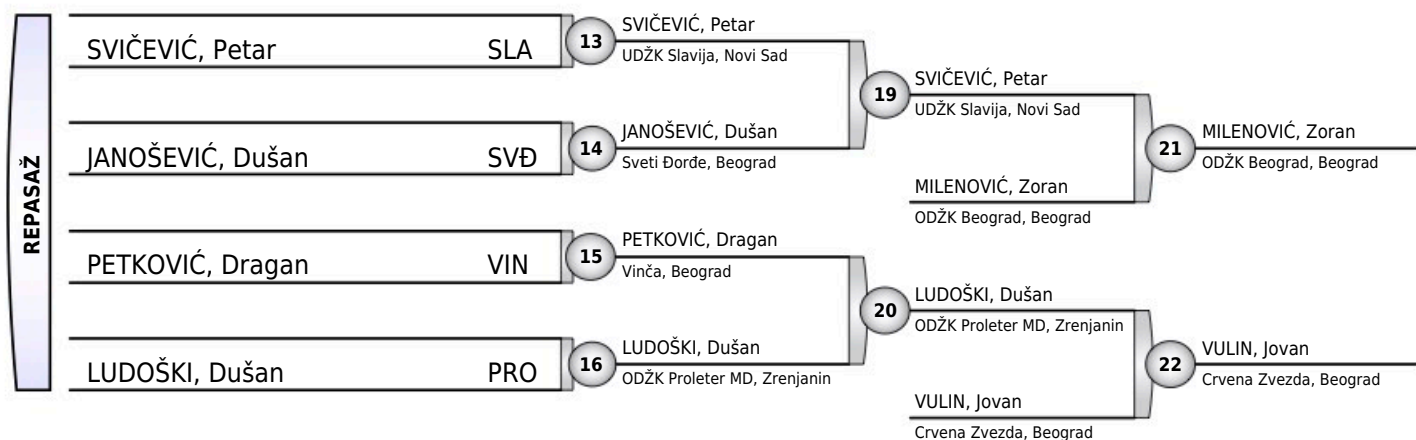 REPASAŽ
SVIČEVIĆ, Petar SLA
JANOŠEVIĆ, Dušan SVĐ
PETKOVIĆ, Dragan VIN
LUDOŠKI, Dušan PRO
13
SVIČEVIĆ, Petar
UDŽK Slavija, Novi Sad
14
JANOŠEVIĆ, Dušan
Sveti Đorđe, Beograd
15
PETKOVIĆ, Dragan
Vinča, Beograd
16
LUDOŠKI, Dušan
ODŽK Proleter MD, Zrenjanin
19
SVIČEVIĆ, Petar
UDŽK Slavija, Novi Sad
MILENOVIĆ, Zoran
ODŽK Beograd, Beograd
20
LUDOŠKI, Dušan
ODŽK Proleter MD, Zrenjanin
VULIN, Jovan
Crvena Zvezda, Beograd
21
MILENOVIĆ, Zoran
ODŽK Beograd, Beograd
22
VULIN, Jovan
Crvena Zvezda, Beograd